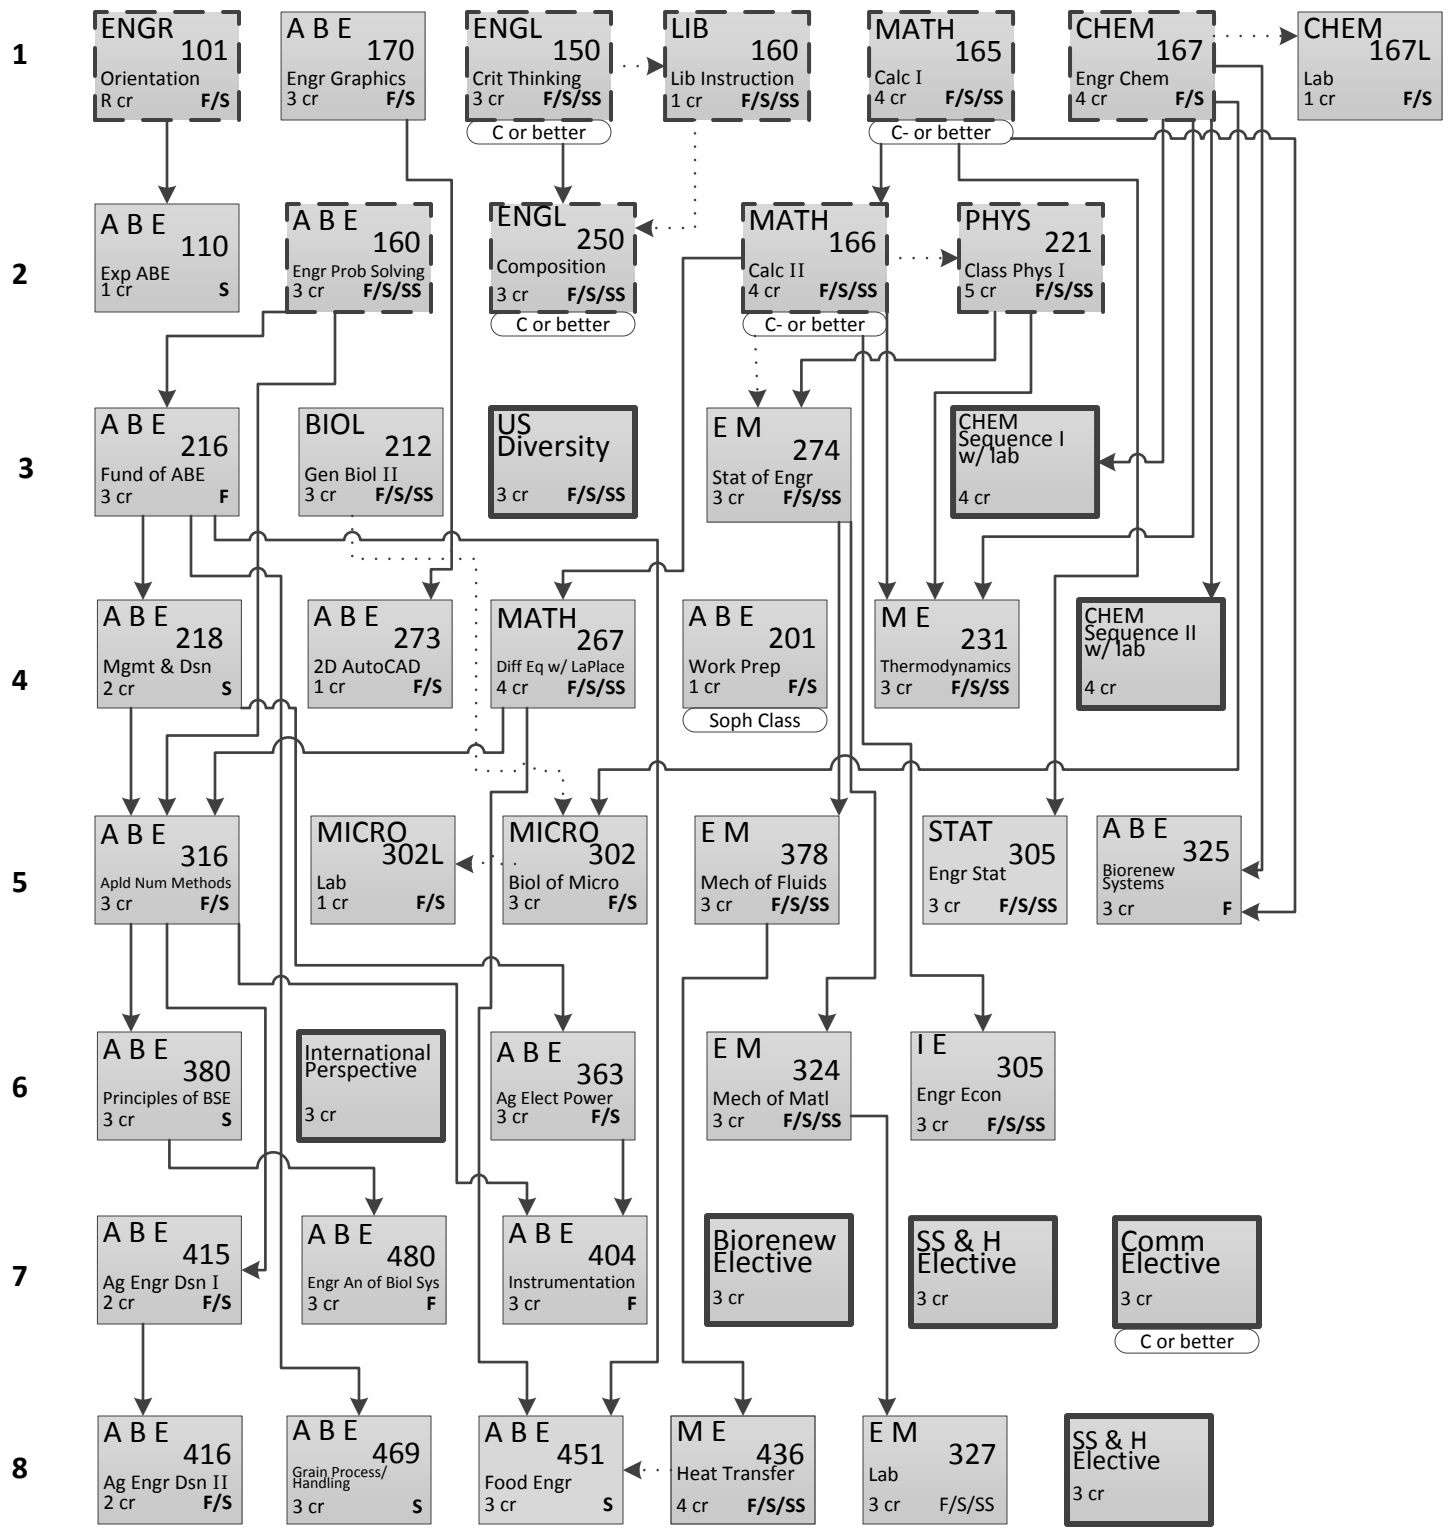 1
ENGR
101
Orientation
R cr F/S
A B E
170
Engr Graphics
3 cr F/S
ENGL
150
Crit Thinking
3 cr F/S/SS
C or better
LIB
160
Lib Instruction
1 cr F/S/SS
MATH
165
Calc I
4 cr F/S/SS
C- or better
CHEM
167
Engr Chem
4 cr F/S
CHEM
167L
Lab
1 cr F/S
2
A B E
110
Exp ABE
1 cr S
A B E
160
Engr Prob Solving
3 cr F/S/SS
ENGL
250
Composition
3 cr F/S/SS
C or better
MATH
166
Calc II
4 cr F/S/SS
C- or better
PHYS
221
Class Phys I
5 cr F/S/SS
3
A B E
216
Fund of ABE
3 cr F
BIOL
212
Gen Biol II
3 cr F/S/SS
US
Diversity
3 cr F/S/SS
E M
274
Stat of Engr
3 cr F/S/SS
CHEM
Sequence I
w/ lab
4 cr
4
A B E
218
Mgmt & Dsn
2 cr S
A B E
273
2D AutoCAD
1 cr F/S
MATH
267
Diff Eq w/ LaPlace
4 cr F/S/SS
A B E
201
Work Prep
1 cr F/S
Soph Class
M E
231
Thermodynamics
3 cr F/S/SS
CHEM
Sequence II
w/ lab
4 cr
5
A B E
316
Apld Num Methods
3 cr F/S
MICRO
302L
Lab
1 cr F/S
MICRO
302
Biol of Micro
3 cr F/S
E M
378
Mech of Fluids
3 cr F/S/SS
STAT
305
Engr Stat
3 cr F/S/SS
A B E
325
Biorenew
Systems
3 cr F
6
A B E
380
Principles of BSE
3 cr S
International
Perspective
3 cr
A B E
363
Ag Elect Power
3 cr F/S
E M
324
Mech of Matl
3 cr F/S/SS
I E
305
Engr Econ
3 cr F/S/SS
7
A B E
415
Ag Engr Dsn I
2 cr F/S
A B E
480
Engr An of Biol Sys
3 cr F
A B E
404
Instrumentation
3 cr F
Biorenew
Elective
3 cr
SS & H
Elective
3 cr
Comm
Elective
3 cr
C or better
8
A B E
416
Ag Engr Dsn II
2 cr F/S
A B E
469
Grain Process/
Handling
3 cr S
A B E
451
Food Engr
3 cr S
M E
436
Heat Transfer
4 cr F/S/SS
E M
327
Lab
3 cr F/S/SS
SS & H
Elective
3 cr